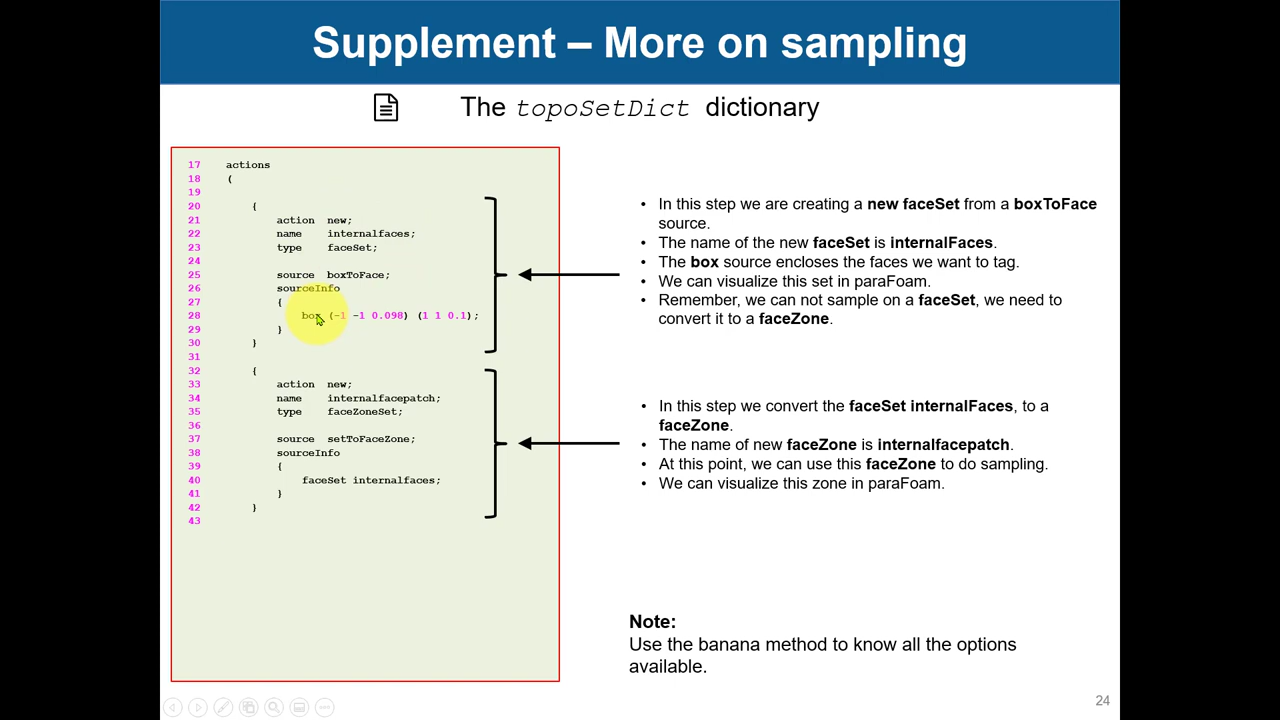 Supplement – More on sampling
The topoSetDict dictionary
17 actions
18 (
19
20 {
21 action new;
22 name internalfaces;
23 type faceSet;
24
25 source boxToFace;
26 sourceInfo
27 {
28 box (-1 -1 0.098) (1 1 0.1);
29 }
30 }
31
32 {
33 action new;
34 name internalfacepatch;
35 type faceZoneSet;
36
37 source setToFaceZone;
38 sourceInfo
39 {
40 faceSet internalfaces;
41 }
42 }
43
• In this step we are creating a new faceSet from a boxToFace
source.
• The name of the new faceSet is internalFaces.
• The box source encloses the faces we want to tag.
• We can visualize this set in paraFoam.
• Remember, we can not sample on a faceSet, we need to
convert it to a faceZone.
• In this step we convert the faceSet internalFaces, to a
faceZone.
• The name of new faceZone is internalfacepatch.
• At this point, we can use this faceZone to do sampling.
• We can visualize this zone in paraFoam.
Note:
Use the banana method to know all the options
available.
24